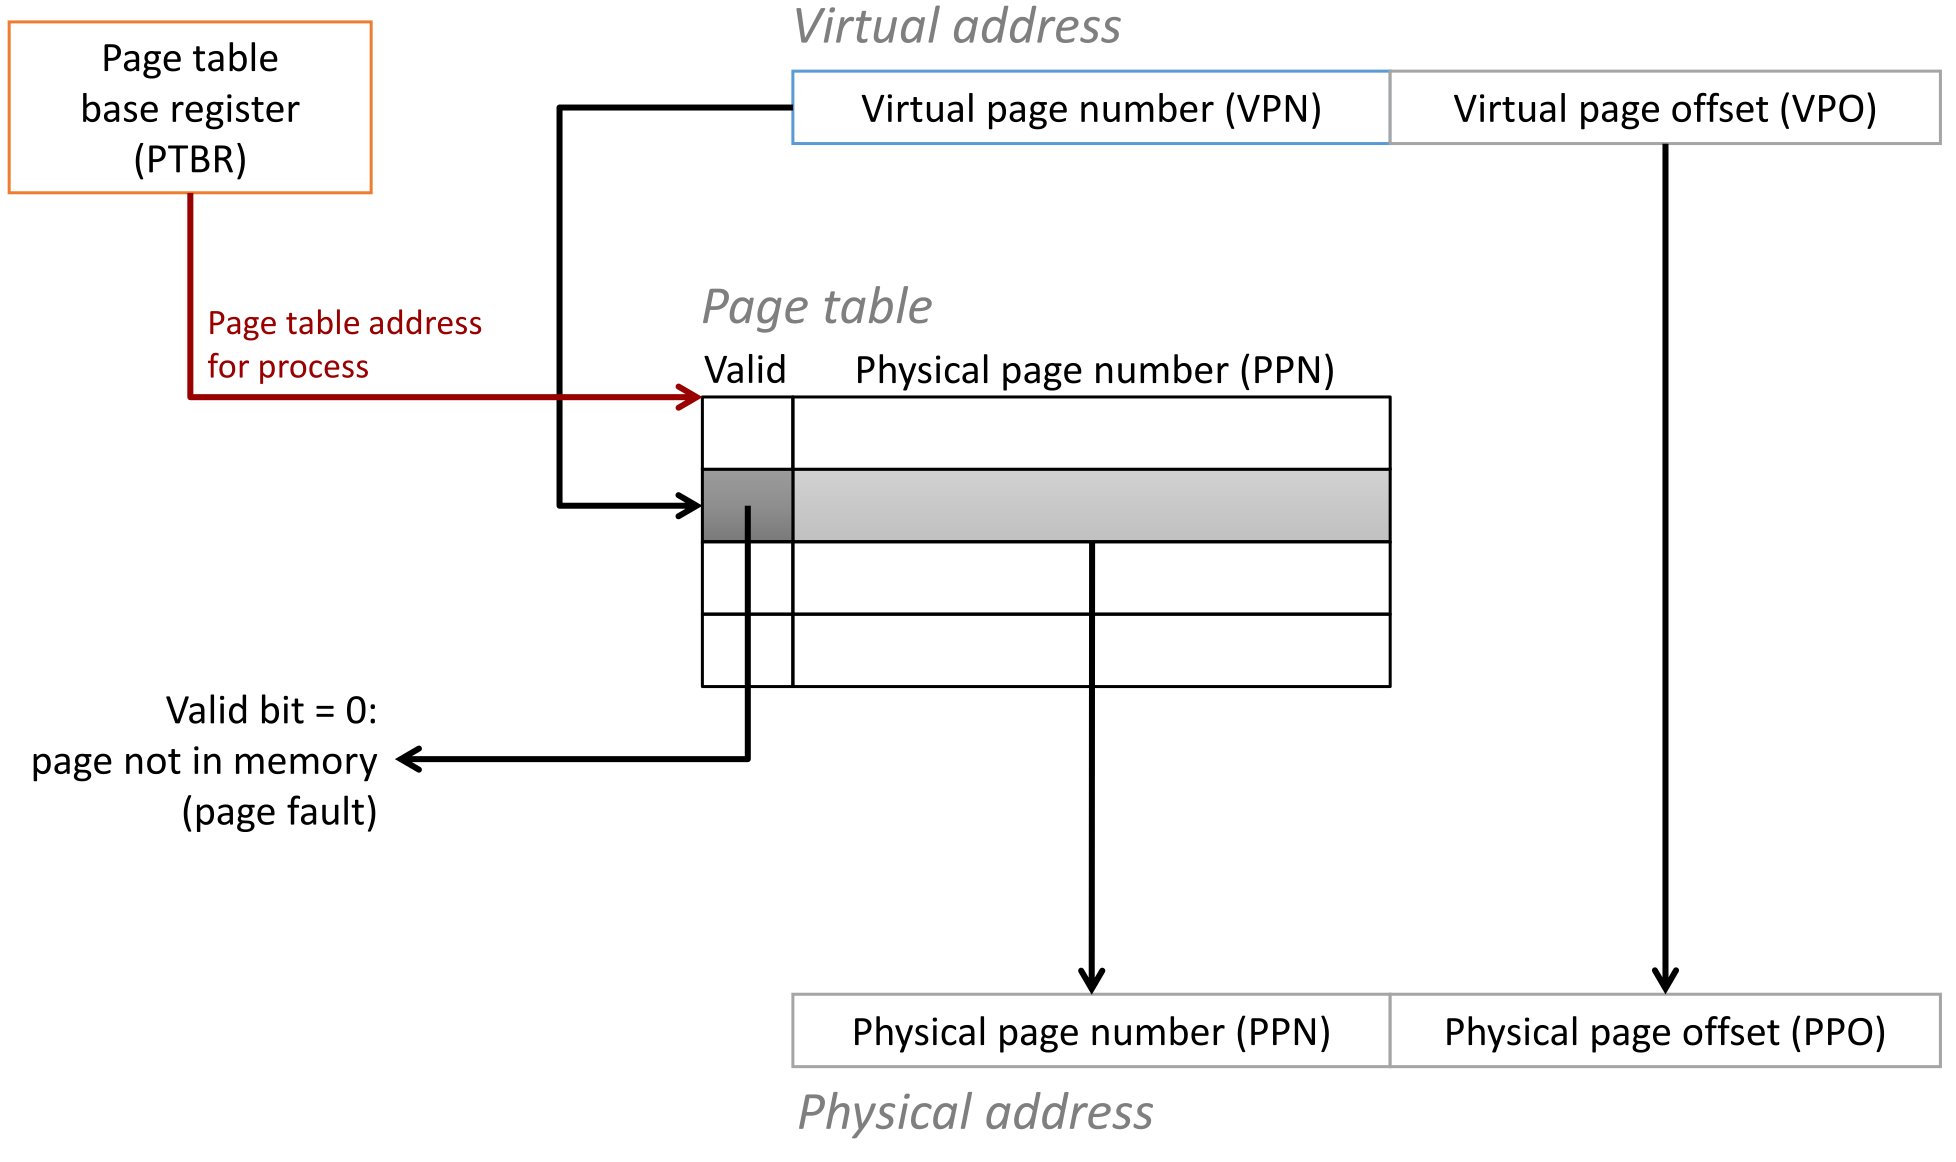 Virtual address
Page table
base register
(PTBR)
Virtual page number (VPN)
Virtual page offset (VPO)
Page table address
for process
Page table
Valid
Physical page number (PPN)
Valid bit = 0:
page not in memory
(page fault)
Physical page number (PPN)
Physical page offset (PPO)
Physical address